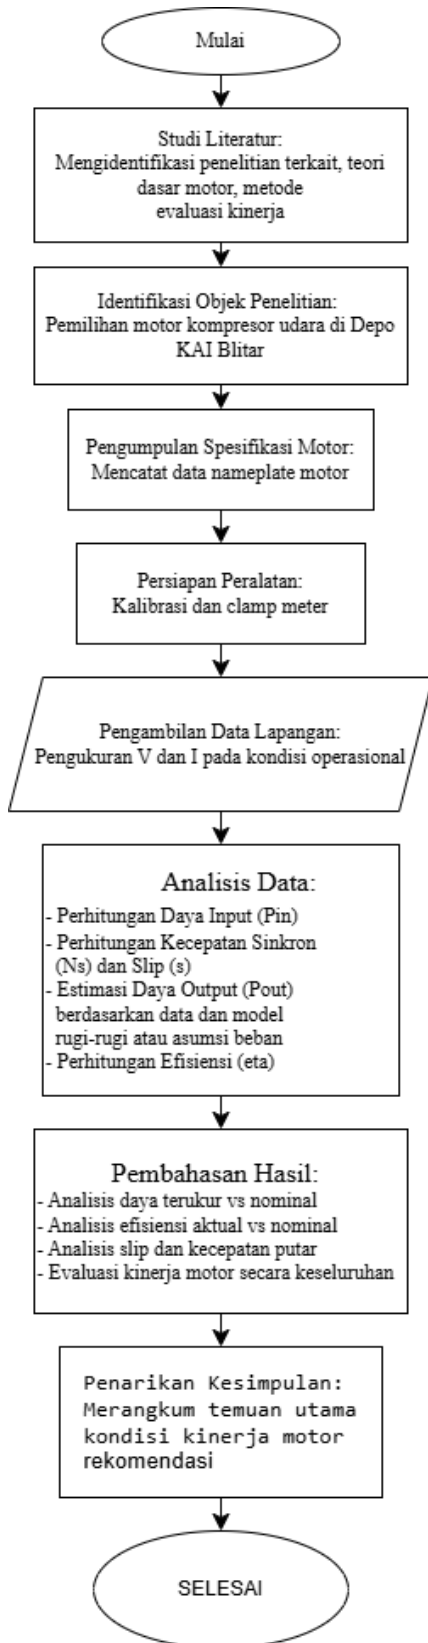 Mulai
Studi Literatur:
Mengidentifikasi penelitian terkait, teori
dasar motor, metode
evaluasi kinerja
Identifikasi Objek Penelitian:
Pemilihan motor kompresor udara di Depo
KAI Blitar
Pengumpulan Spesifikasi Motor:
Mencatat data nameplate motor
Persiapan Peralatan:
Kalibrasi dan clamp meter
Pengambilan Data Lapangan:
Pengukuran V dan I pada kondisi operasional
Analisis Data:
- Perhitungan Daya Input (Pin)
- Perhitungan Kecepatan Sinkron
(Ns) dan Slip (s)
- Estimasi Daya Output (Pout)
berdasarkan data dan model
rugi-rugi atau asumsi beban
- Perhitungan Efisiensi (eta)
Pembahasan Hasil:
- Analisis daya terukur vs nominal
- Analisis efisiensi aktual vs nominal
- Analisis slip dan kecepatan putar
- Evaluasi kinerja motor secara keseluruhan
Penarikan Kesimpulan:
Merangkum temuan utama
kondisi kinerja motor
rekomendasi
SELESAI